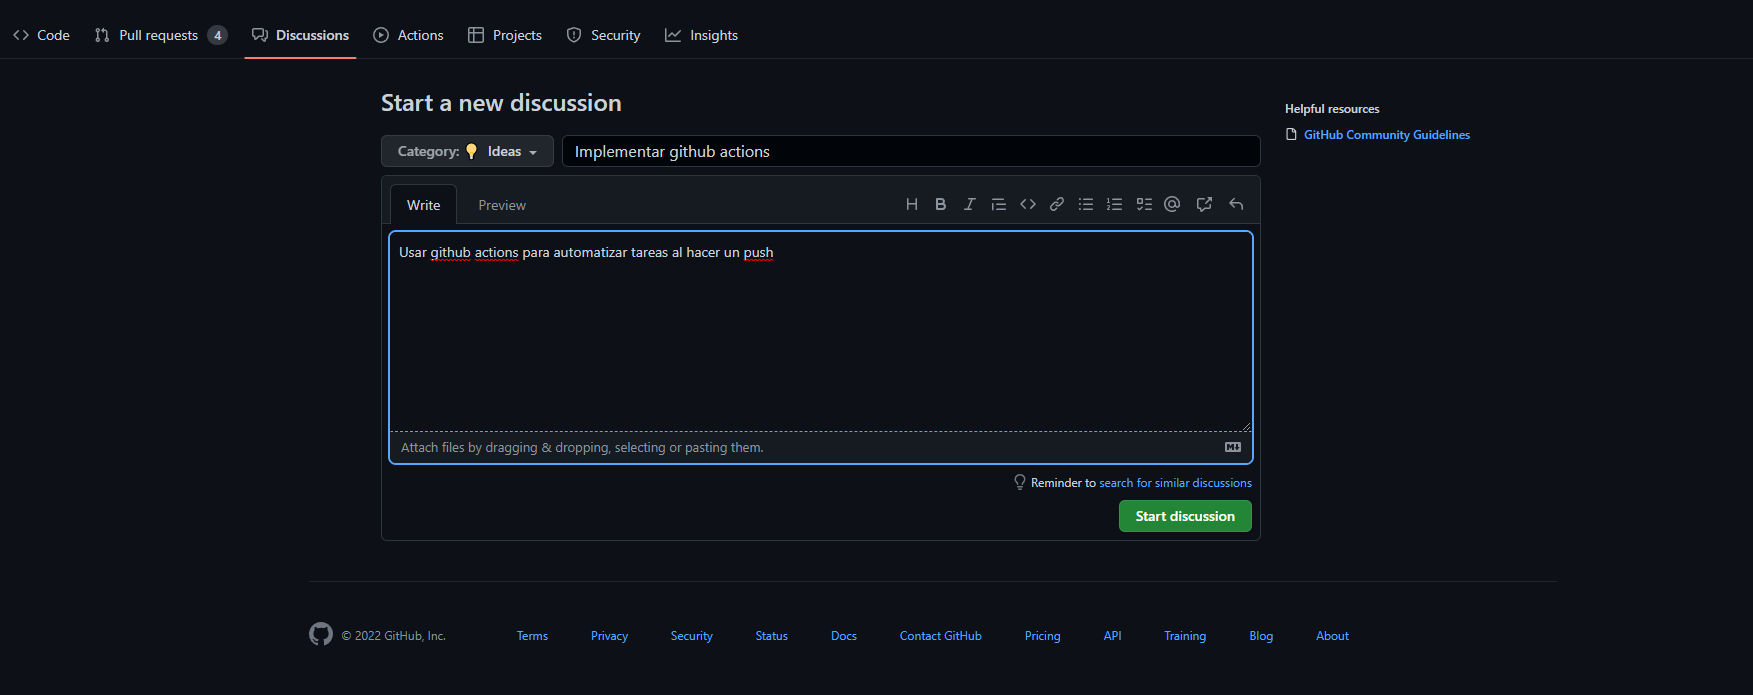 Code Pull requests 4 Discussions Actions Projects Security Insights
Start a new discussion
Helpful resources
GitHub Community Guidelines
Category: Ideas
Implementar github actions
Write Preview
Usar github actions para automatizar tareas al hacer un push
Attach files by dragging & dropping, selecting or pasting them.
Reminder to search for similar discussions
Start discussion
© 2022 GitHub, Inc. Terms Privacy Security Status Docs Contact GitHub Pricing API Training Blog About